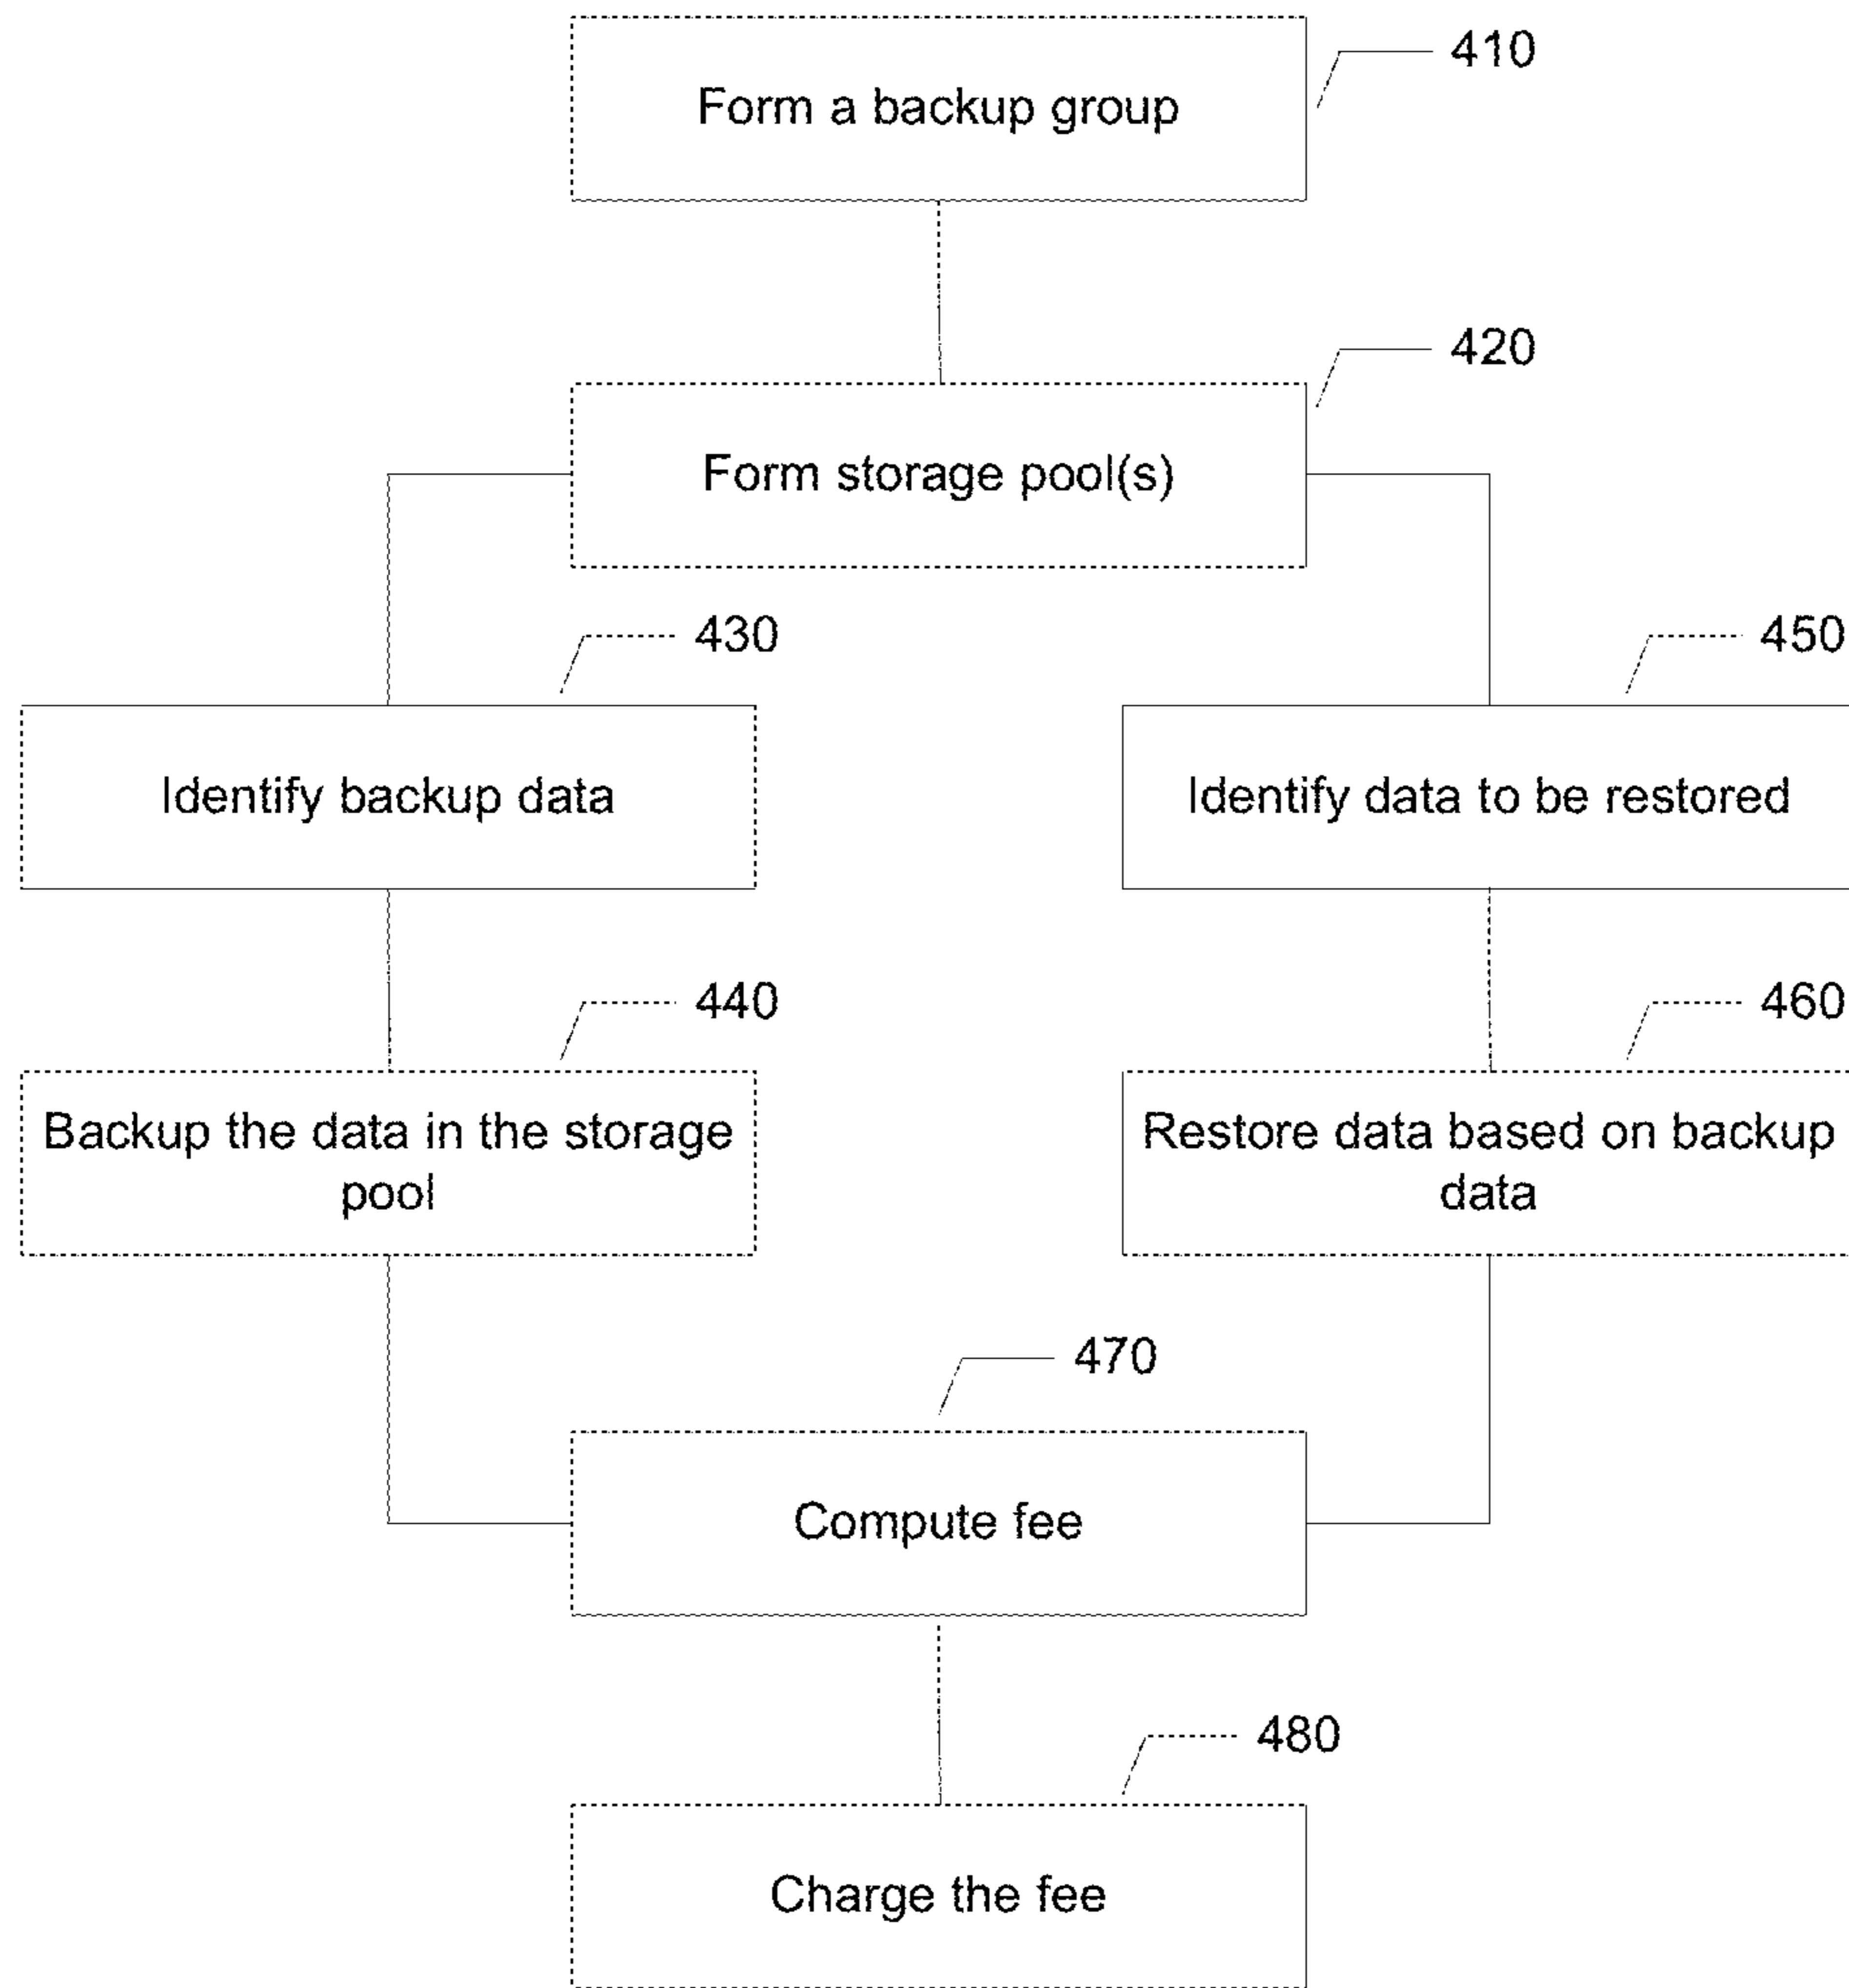 410
Form a backup group
420
Form storage pool(s)
430
450
Identify backup data
Identify data to be restored
440
460
Backup the data in the storage
pool
Restore data based on backup
data
470
Compute fee
480
Charge the fee